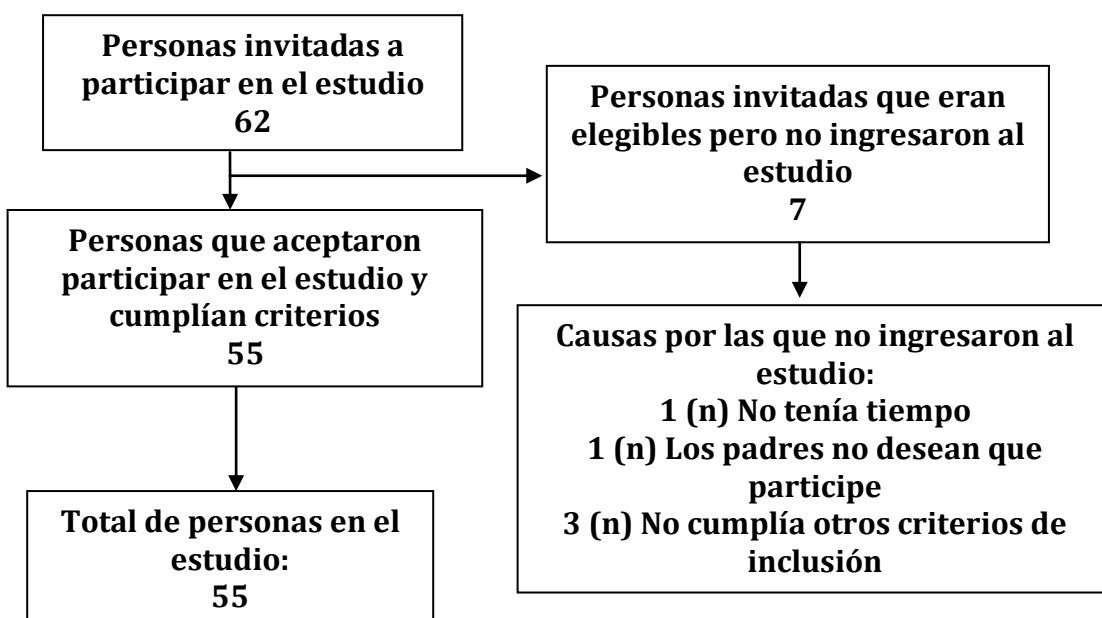 Personas invitadas a
participar en el estudio
62
Personas invitadas que eran
elegibles pero no ingresaron al
estudio
7
Personas que aceptaron
participar en el estudio y
cumplían criterios
55
Causas por las que no ingresaron al
estudio:
1 (n) No tenía tiempo
1 (n) Los padres no desean que
participe
3 (n) No cumplía otros criterios de
inclusión
Total de personas en el
estudio:
55